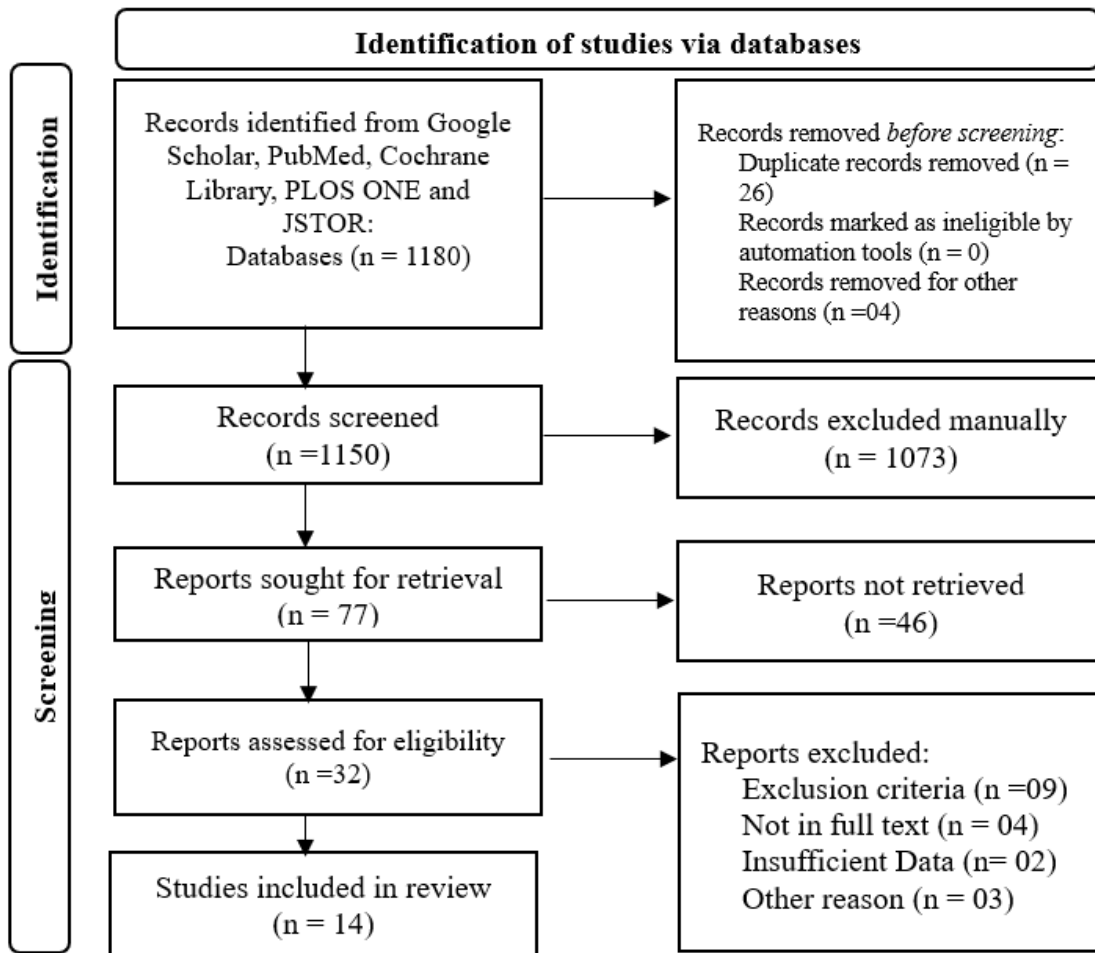 Identification of studies via databases
Identification
Records identified from Google
Scholar, PubMed, Cochrane
Library, PLOS ONE and
JSTOR:
Databases (n = 1180)
Records removed before screening:
Duplicate records removed (n =
26)
Records marked as ineligible by
automation tools (n = 0)
Records removed for other
reasons (n =04)
Screening
Records screened
(n =1150)
Records excluded manually
(n = 1073)
Reports sought for retrieval
(n = 77)
Reports not retrieved
(n =46)
Reports assessed for eligibility
(n =32)
Reports excluded:
Exclusion criteria (n =09)
Not in full text (n = 04)
Insufficient Data (n= 02)
Other reason (n = 03)
Studies included in review
(n = 14)